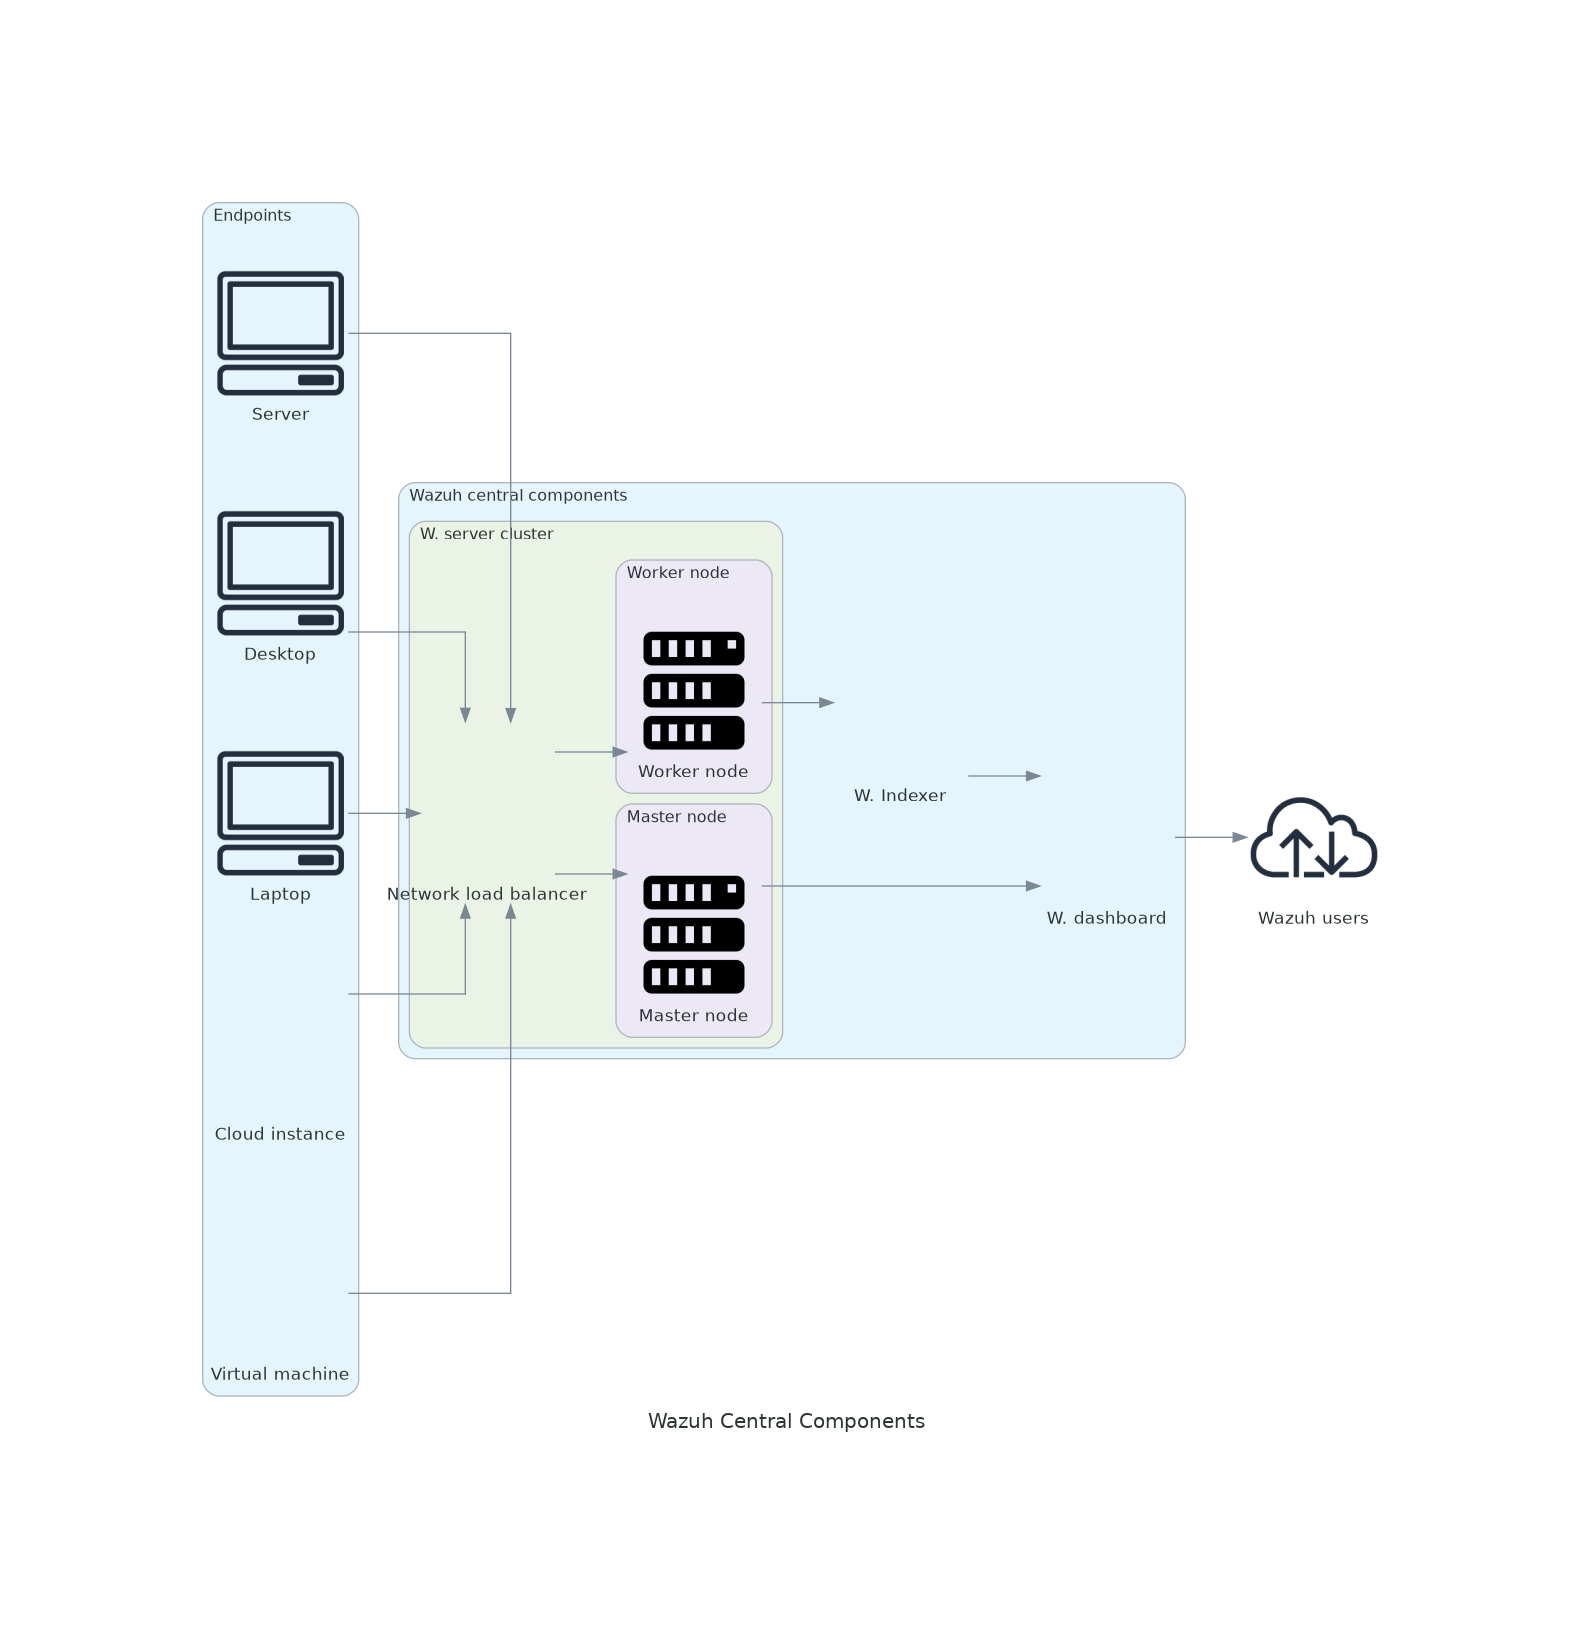 Endpoints
Server
Desktop
Laptop
Cloud instance
Virtual machine
Wazuh central components
W. server cluster
Network load balancer
Worker node
Worker node
Master node
Master node
W. Indexer
W. dashboard
Wazuh users
Wazuh Central Components